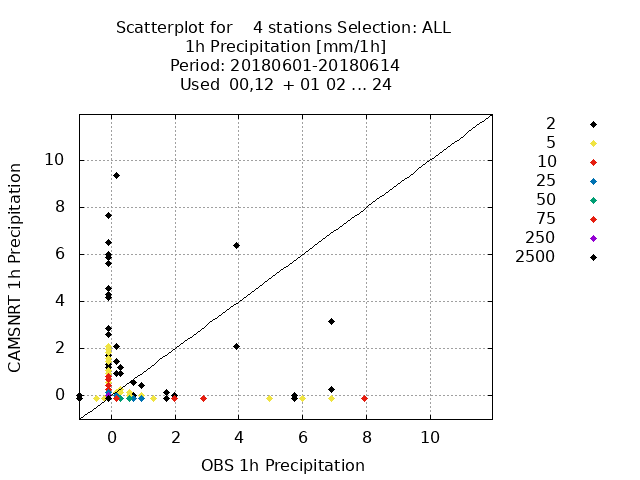 Scatterplot for    4 stations Selection: ALL
1h Precipitation [mm/1h]
Period: 20180601-20180614
Used  00,12  + 01 02 ... 24
2
5
10
25
50
75
250
2500
CAMSNRT 1h Precipitation
10
8
6
4
2
0
0 2 4 6 8 10
OBS 1h Precipitation